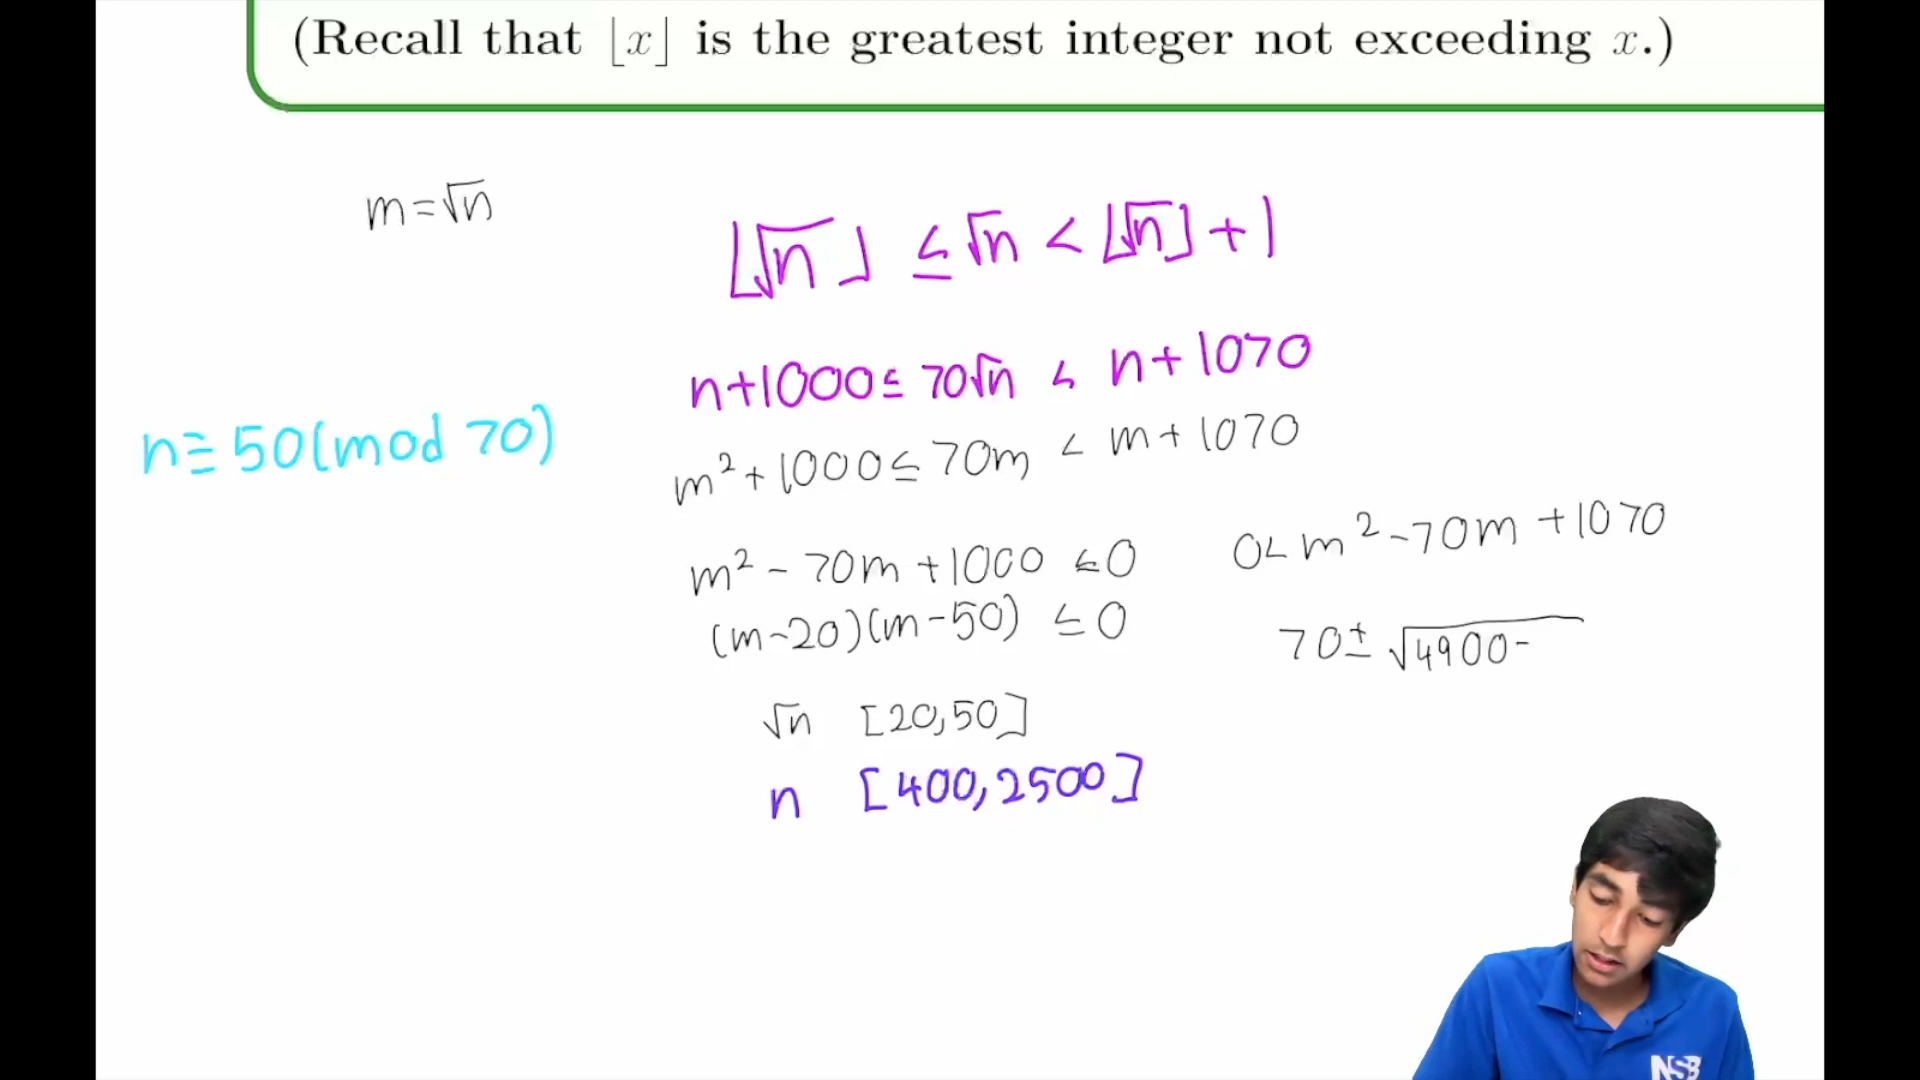 (Recall that ⌊x⌋ is the greatest integer not exceeding x.)
m=√n
⌊√n⌋ ≤ √n < ⌊√n⌋+1
n+1000≤ 70√n < n+1070
n≡ 50(mod 70)
m²+1000≤70m < m+1070
m² - 70m +1000 ≤0
0< m²-70m +1070
(m-20)(m-50) ≤0
70± √4900-
√n [20,50]
n [400,2500]
NSB